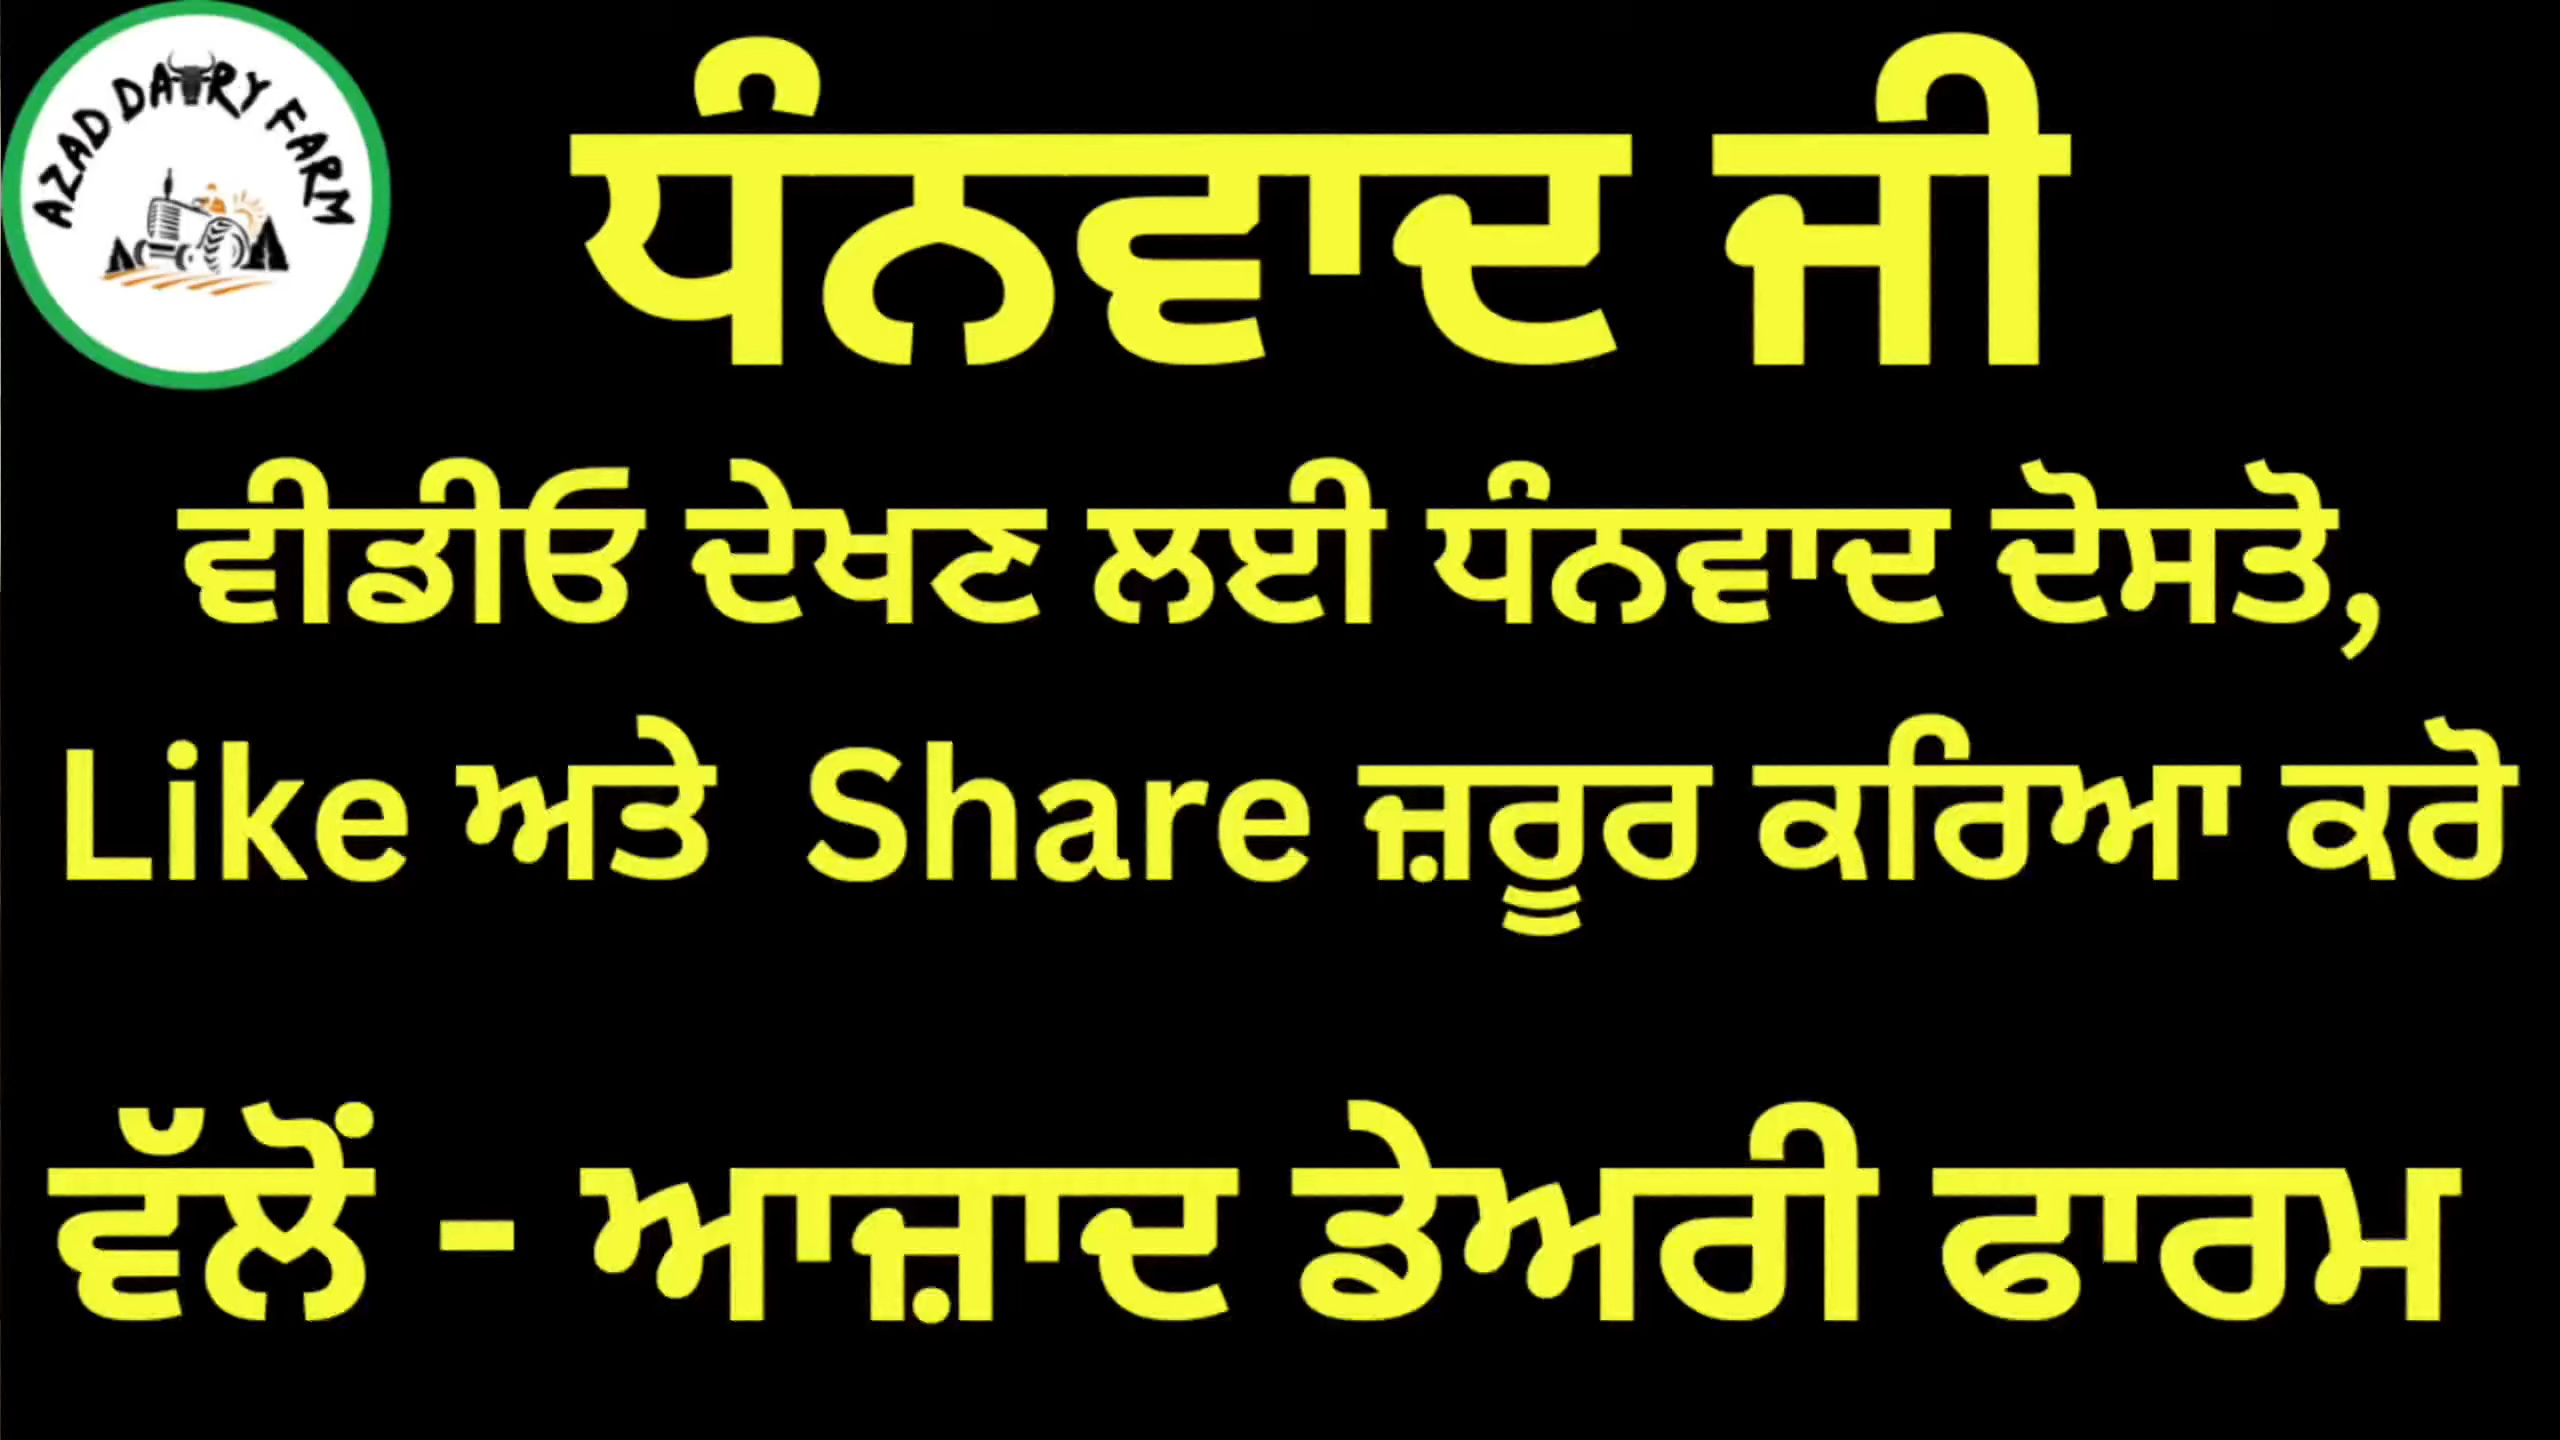 AZAD DAIRY FARM
ਧੰਨਵਾਦ ਜੀ
ਵੀਡੀਓ ਦੇਖਣ ਲਈ ਧੰਨਵਾਦ ਦੋਸਤੋ,
Like ਅਤੇ Share ਜ਼ਰੂਰ ਕਰਿਆ ਕਰੋ
ਵੱਲੋਂ - ਆਜ਼ਾਦ ਡੇਅਰੀ ਫਾਰਮ